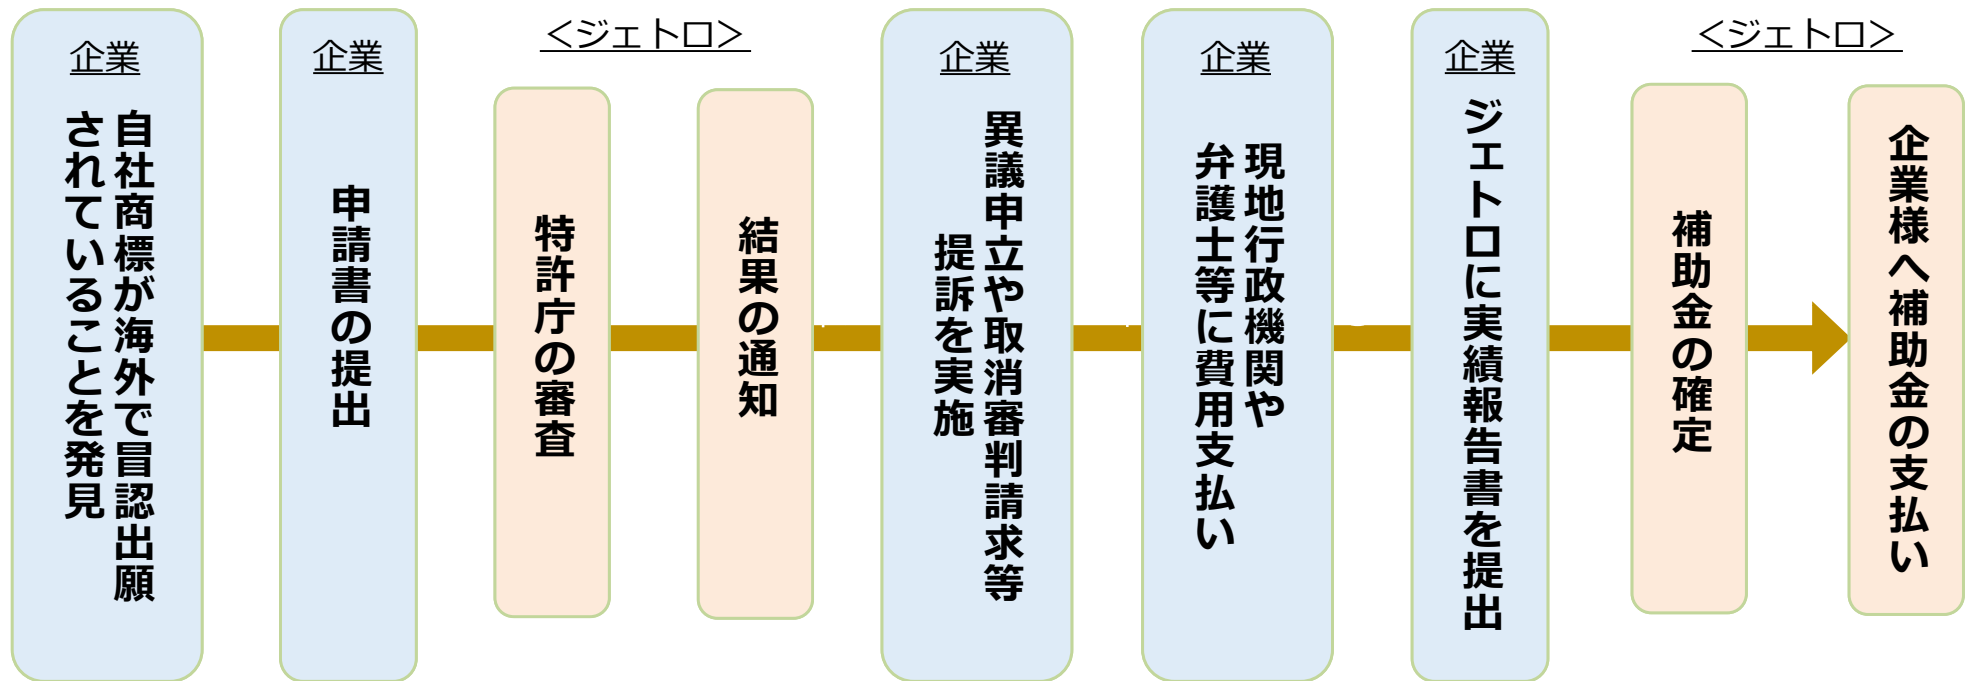 企業
自社商標が海外で冒認出願
されていることを発見
企業
申請書の提出
<ジェトロ>
特許庁の審査
結果の通知
企業
異議申立や取消審判請求等
提訴を実施
企業
現地行政機関や
弁護士等に費用支払い
企業
ジェトロに実績報告書を提出
<ジェトロ>
補助金の確定
企業様へ補助金の支払い